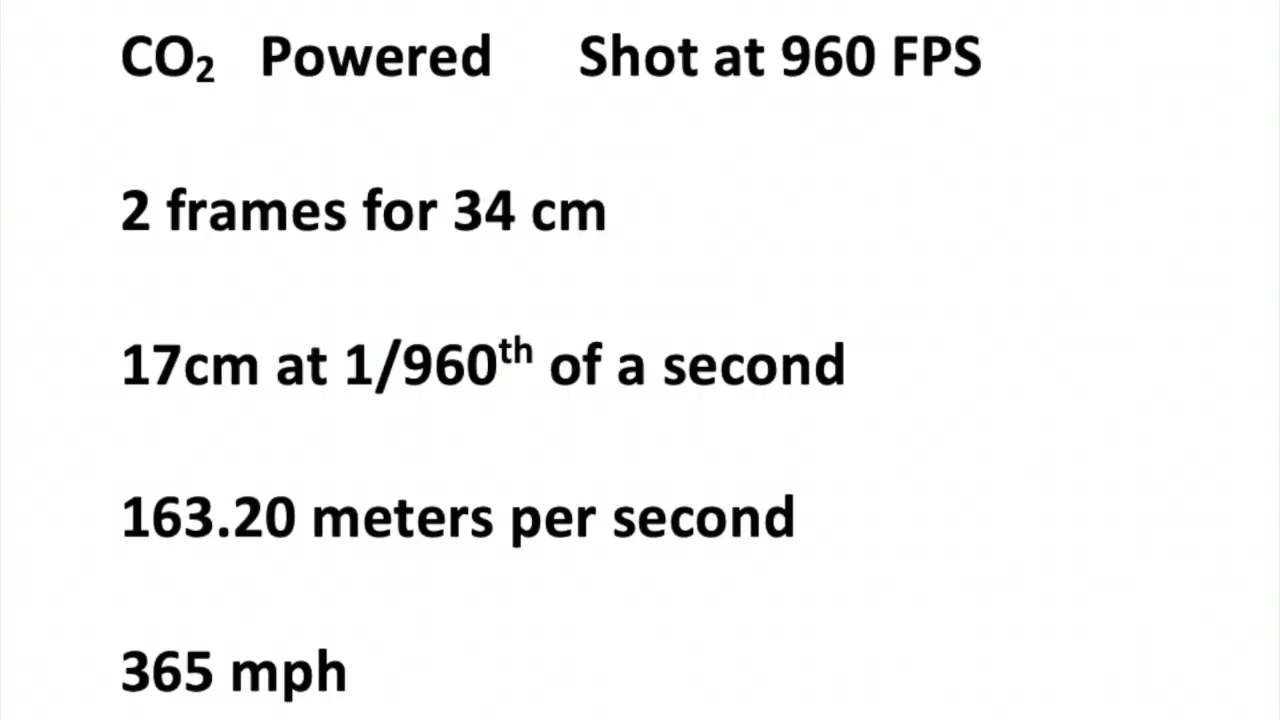 CO₂ Powered Shot at 960 FPS
2 frames for 34 cm
17cm at 1/960ᵗʰ of a second
163.20 meters per second
365 mph